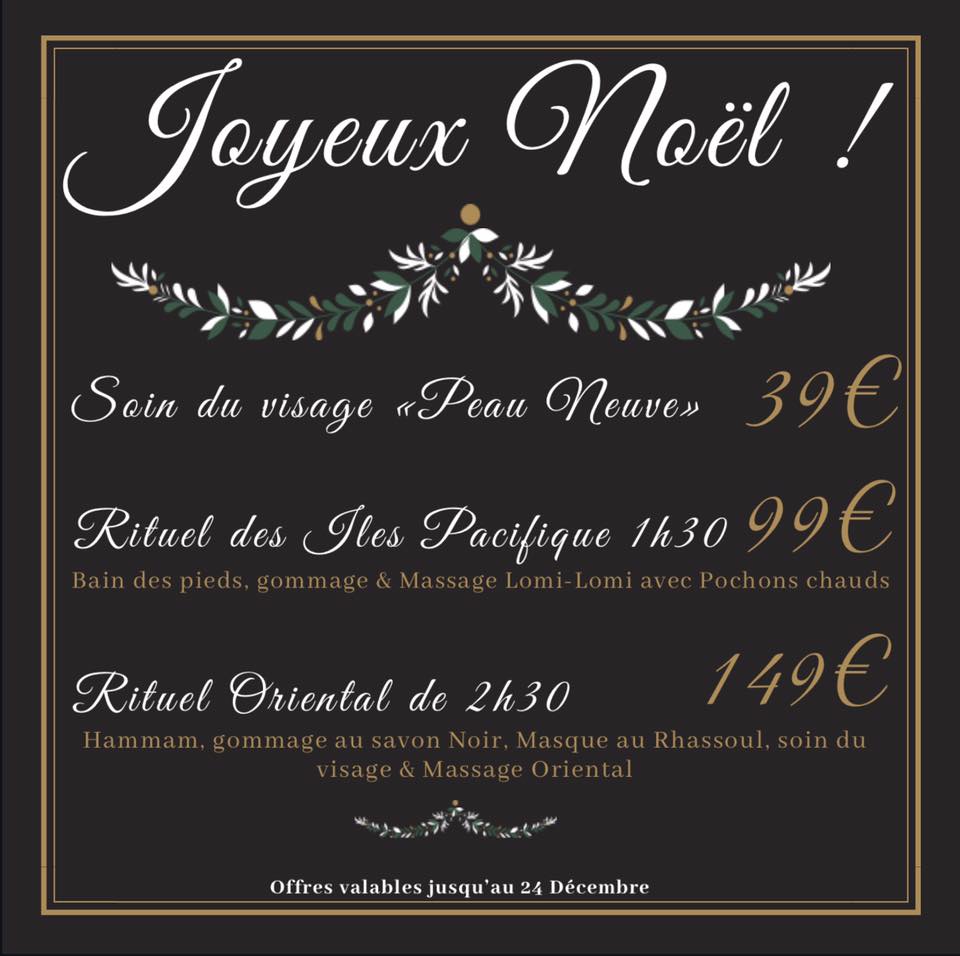 Joyeux Noël !
Soin du visage «Peau Neuve» 39€
Rituel des Iles Pacifique 1h30 99€
Bain des pieds, gommage & Massage Lomi-Lomi avec Pochons chauds
Rituel Oriental de 2h30 149€
Hammam, gommage au savon Noir, Masque au Rhassoul, soin du
visage & Massage Oriental
Offres valables jusqu'au 24 Décembre